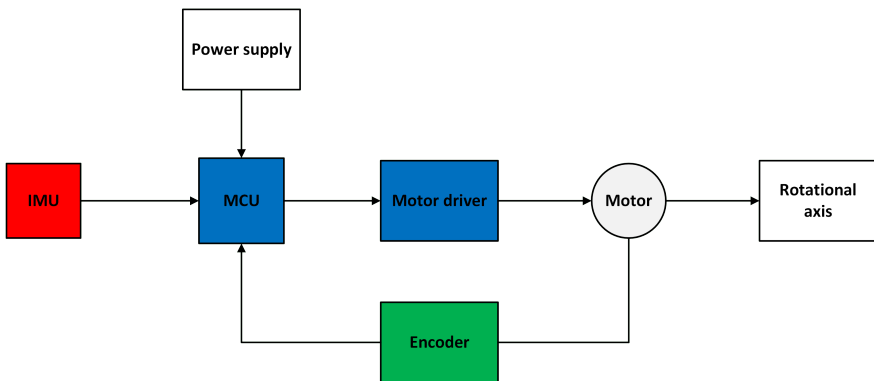 Power supply
IMU
MCU
Motor driver
Motor
Rotational
axis
Encoder